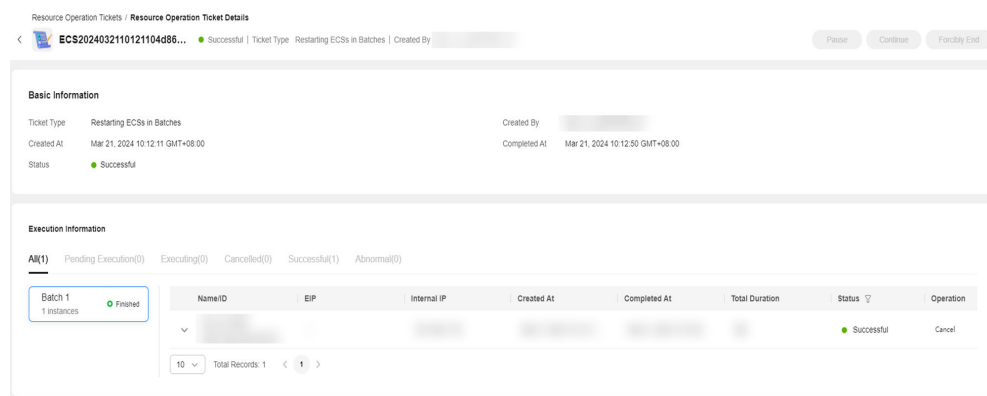 Resource Operation Tickets / Resource Operation Ticket Details
ECS2024032110121104d86... Successful | Ticket Type Restarting ECSs in Batches | Created By
Pause Continue Forcibly End
Basic Information
Ticket Type Restarting ECSs in Batches Created By
Created At Mar 21, 2024 10:12:11 GMT+08:00 Completed At Mar 21, 2024 10:12:50 GMT+08:00
Status Successful
Execution Information
All(1) Pending Execution(0) Executing(0) Cancelled(0) Successful(1) Abnormal(0)
Batch 1
1 instances
Finished
Name/ID EIP Internal IP Created At Completed At Total Duration Status Operation
Successful Cancel
10 Total Records: 1 < 1 >